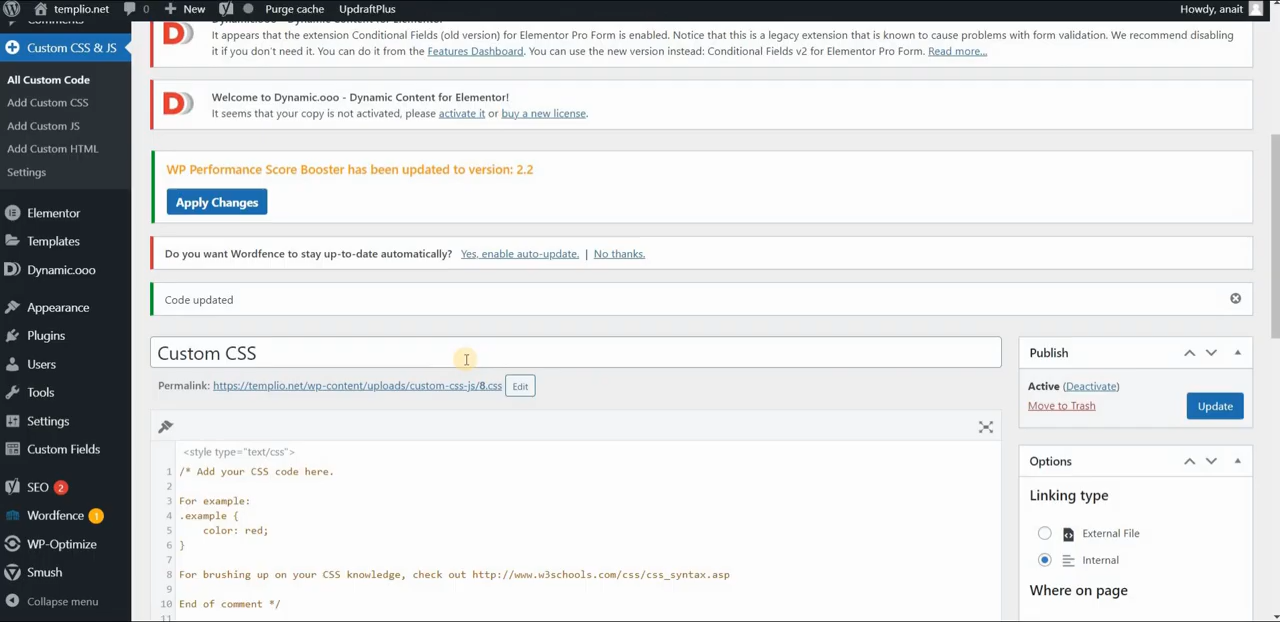 templio.net
0
New
Purge cache
UpdraftPlus
Howdy, anait
Comments
Custom CSS & JS
All Custom Code
Add Custom CSS
Add Custom JS
Add Custom HTML
Settings
Elementor
Templates
Dynamic.ooo
Appearance
Plugins
Users
Tools
Settings
Custom Fields
SEO 2
Wordfence 1
WP-Optimize
Smush
Collapse menu
Dynamic.ooo - Dynamic Content for Elementor
It appears that the extension Conditional Fields (old version) for Elementor Pro Form is enabled. Notice that this is a legacy extension that is known to cause problems with form validation. We recommend disabling
it if you don't need it. You can do it from the Features Dashboard. You can use the new version instead: Conditional Fields v2 for Elementor Pro Form. Read more...
Welcome to Dynamic.ooo - Dynamic Content for Elementor!
It seems that your copy is not activated, please activate it or buy a new license.
WP Performance Score Booster has been updated to version: 2.2
Apply Changes
Do you want Wordfence to stay up-to-date automatically? Yes, enable auto-update. | No thanks.
Code updated
Custom CSS
Permalink: https://templio.net/wp-content/uploads/custom-css-js/8.css Edit
<style type="text/css">
1 /* Add your CSS code here.
2
3 For example:
4 .example {
5 color: red;
6 }
7
8 For brushing up on your CSS knowledge, check out http://www.w3schools.com/css/css_syntax.asp
9
10 End of comment */
11
Publish
Active (Deactivate)
Move to Trash
Update
Options
Linking type
External File
Internal
Where on page